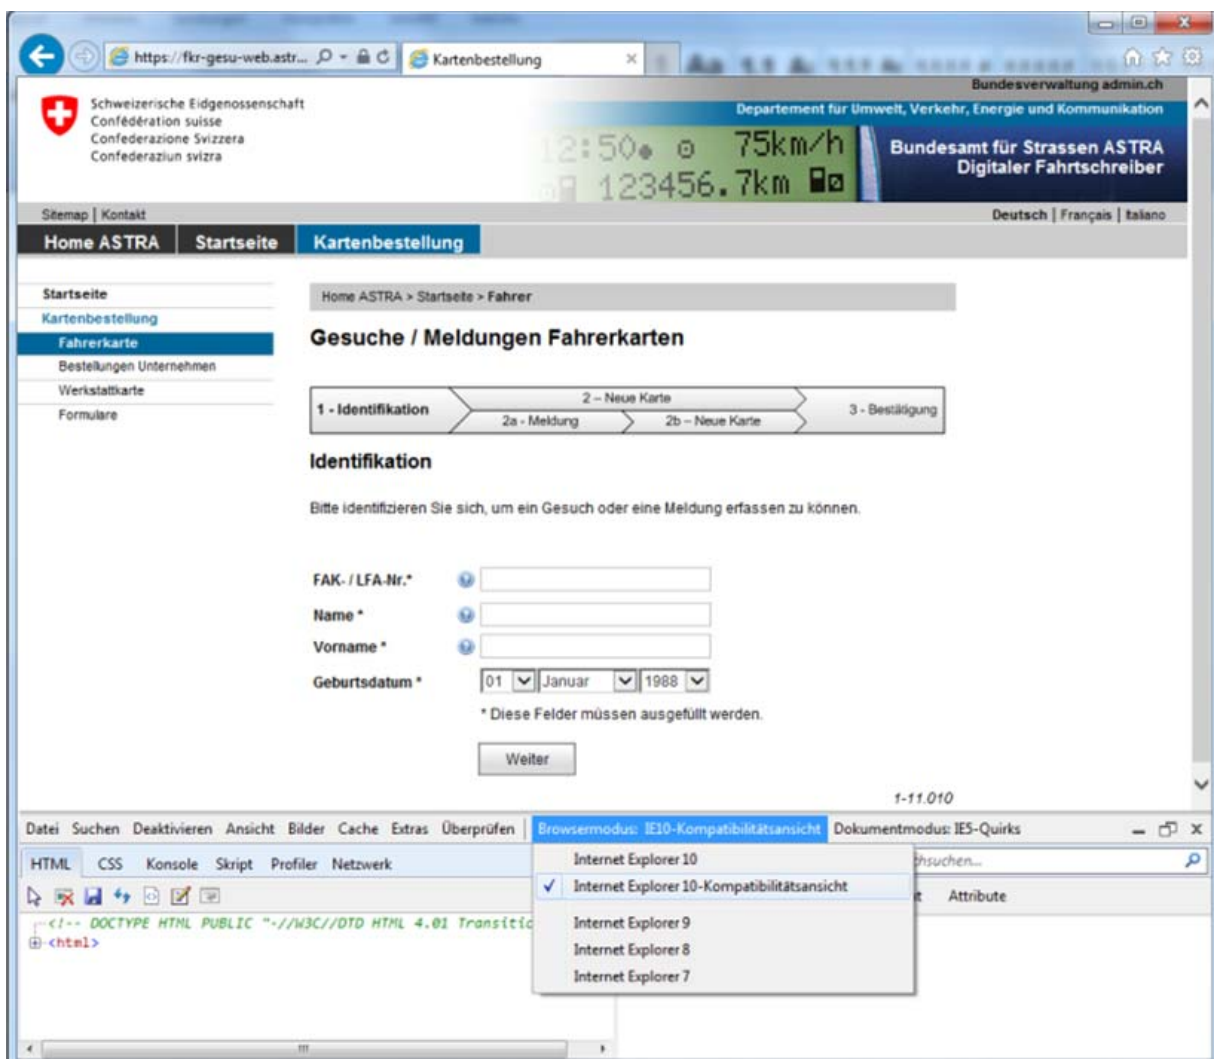 https://fkr-gesu-web.astr...
Kartenbestellung
Bundesverwaltung admin.ch
Schweizerische Eidgenossenschaft
Confédération suisse
Confederazione Svizzera
Confederaziun svizra
Departement für Umwelt, Verkehr, Energie und Kommunikation
12:50 75km/h
123456.7km
Bundesamt für Strassen ASTRA
Digitaler Fahrtschreiber
Sitemap | Kontakt
Deutsch | Français | Italiano
Home ASTRA Startseite Kartenbestellung
Startseite
Kartenbestellung
Fahrerkarte
Bestellungen Unternehmen
Werkstattkarte
Formulare
Home ASTRA > Startseite > Fahrer
Gesuche / Meldungen Fahrerkarten
1 - Identifikation
2 – Neue Karte
2a - Meldung
2b – Neue Karte
3 - Bestätigung
Identifikation
Bitte identifizieren Sie sich, um ein Gesuch oder eine Meldung erfassen zu können.
FAK- / LFA-Nr.*
Name *
Vorname *
Geburtsdatum * 01 Januar 1988
* Diese Felder müssen ausgefüllt werden.
Weiter
1-11.010
Datei Suchen Deaktivieren Ansicht Bilder Cache Extras Überprüfen Browsermodus: IE10-Kompatibilitätsansicht Dokumentmodus: IE5-Quirks
HTML CSS Konsole Skript Profiler Netzwerk
hsuchen...
Internet Explorer 10
✓ Internet Explorer 10-Kompatibilitätsansicht
Internet Explorer 9
Internet Explorer 8
Internet Explorer 7
t Attribute
<!-- DOCTYPE HTML PUBLIC "-//W3C//DTD HTML 4.01 Transitic
<html>